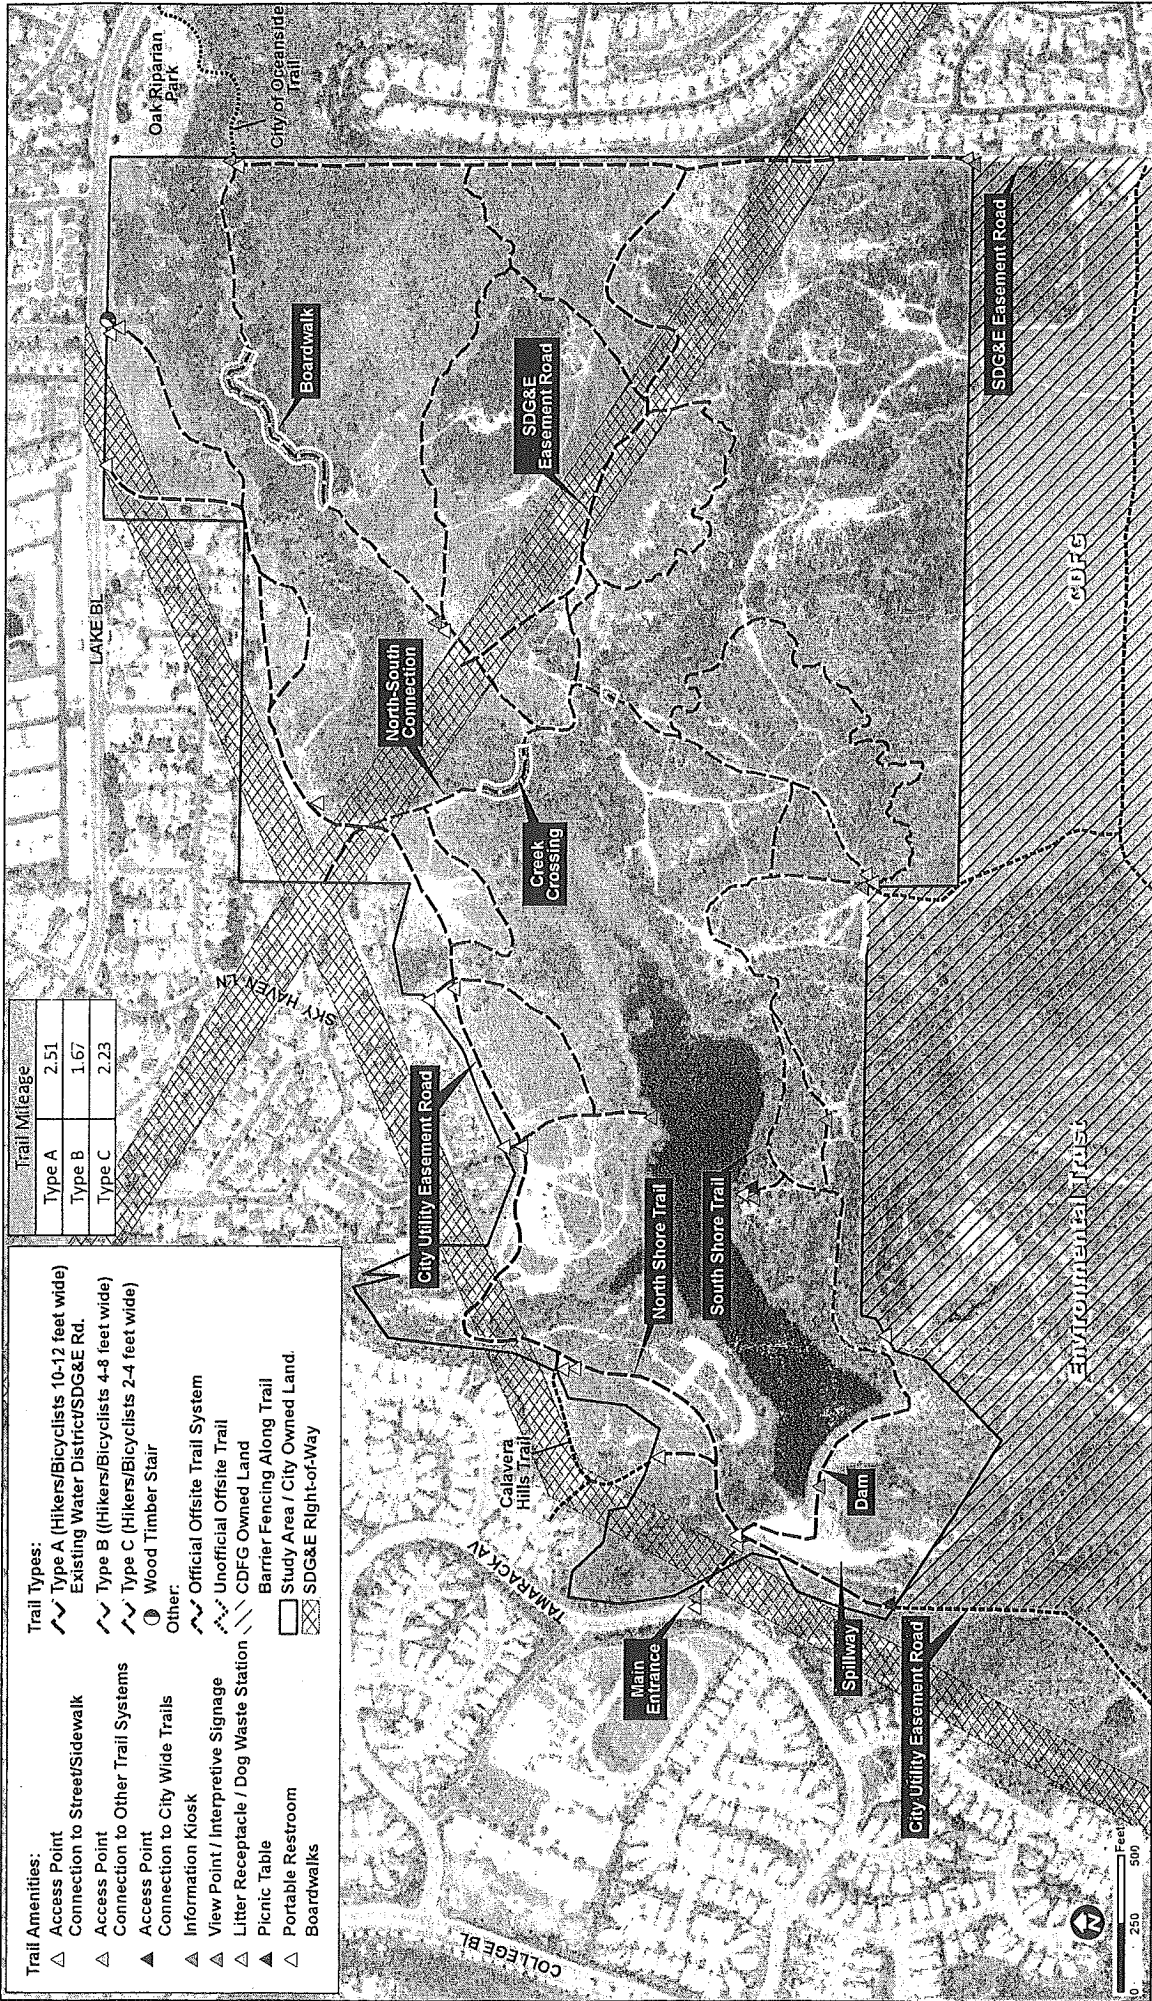 Trail Amenities:
Access Point
Connection to Street/Sidewalk
Access Point
Connection to Other Trail Systems
Access Point
Connection to City Wide Trails
Information Kiosk
View Point / Interpretive Signage
Litter Receptacle / Dog Waste Station
Picnic Table
Portable Restroom
Boardwalks
Trail Types:
Type A (Hikers/Bicyclists 10-12 feet wide)
Existing Water District/SDG&E Rd.
Type B ((Hikers/Bicyclists 4-8 feet wide)
Type C (Hikers/Bicyclists 2-4 feet wide)
Wood Timber Stair
Other:
Official Offsite Trail System
Unofficial Offsite Trail
CDFG Owned Land
Barrier Fencing Along Trail
Study Area / City Owned Land.
SDG&E Right-of-Way
Trail Mileage
Type A 2.51
Type B 1.67
Type C 2.23
LAKE BL
Oak Riparian
Park
City of Oceanside
Trail
SKY HAVEN LN
Boardwalk
North-South
Connection
SDG&E
Easement Road
City Utility Easement Road
Creek
Crossing
Calavera
Hills Trail
TAMARACK AV
North Shore Trail
South Shore Trail
Main
Entrance
Dam
Spillway
City Utility Easement Road
SDG&E Easement Road
COLLEGE BL
Environmental Trust
CDFG
N
0 250 500
Feet